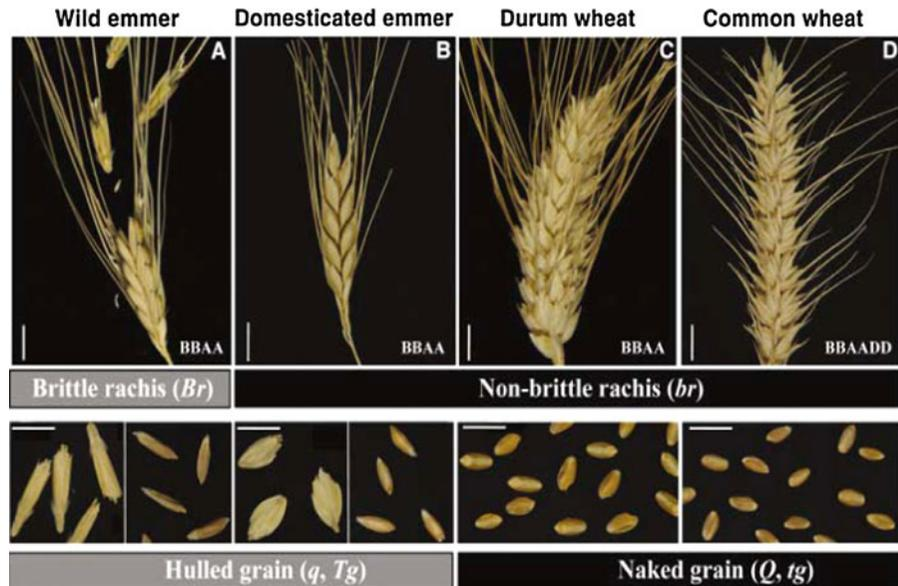 Wild emmer
Domesticated emmer
Durum wheat
Common wheat
A
B
C
D
BBAA
BBAA
BBAA
BBAADD
Brittle rachis (Br)
Non-brittle rachis (br)
Hulled grain (q, Tg)
Naked grain (Q, tg)